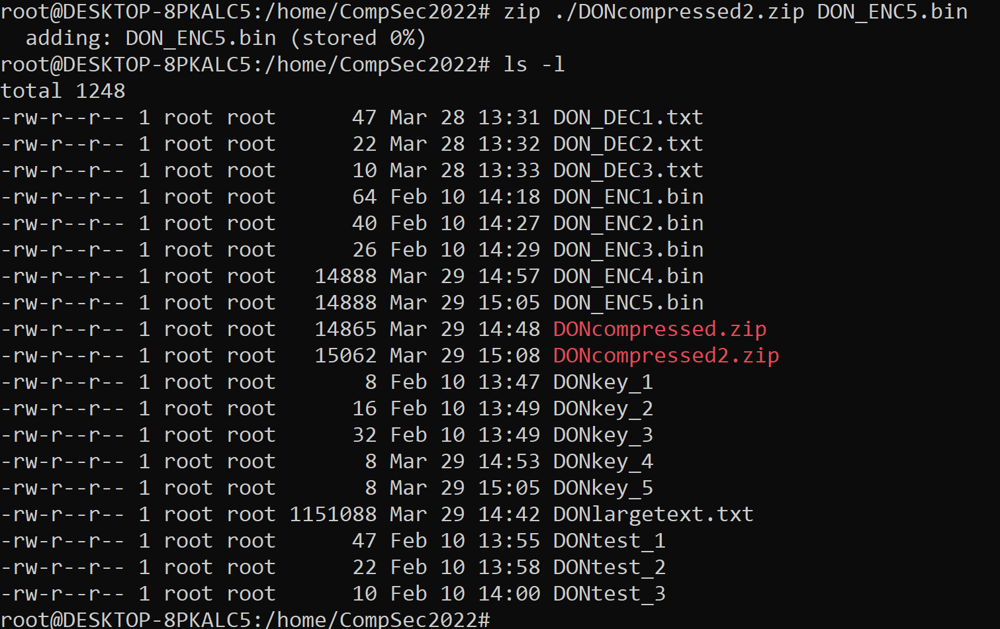 root@DESKTOP-8PKALC5:/home/CompSec2022# zip ./DONcompressed2.zip DON_ENC5.bin
  adding: DON_ENC5.bin (stored 0%)
root@DESKTOP-8PKALC5:/home/CompSec2022# ls -l
total 1248
-rw-r--r-- 1 root root      47 Mar 28 13:31 DON_DEC1.txt
-rw-r--r-- 1 root root      22 Mar 28 13:32 DON_DEC2.txt
-rw-r--r-- 1 root root      10 Mar 28 13:33 DON_DEC3.txt
-rw-r--r-- 1 root root      64 Feb 10 14:18 DON_ENC1.bin
-rw-r--r-- 1 root root      40 Feb 10 14:27 DON_ENC2.bin
-rw-r--r-- 1 root root      26 Feb 10 14:29 DON_ENC3.bin
-rw-r--r-- 1 root root   14888 Mar 29 14:57 DON_ENC4.bin
-rw-r--r-- 1 root root   14888 Mar 29 15:05 DON_ENC5.bin
-rw-r--r-- 1 root root   14865 Mar 29 14:48 DONcompressed.zip
-rw-r--r-- 1 root root   15062 Mar 29 15:08 DONcompressed2.zip
-rw-r--r-- 1 root root       8 Feb 10 13:47 DONkey_1
-rw-r--r-- 1 root root      16 Feb 10 13:49 DONkey_2
-rw-r--r-- 1 root root      32 Feb 10 13:49 DONkey_3
-rw-r--r-- 1 root root       8 Mar 29 14:53 DONkey_4
-rw-r--r-- 1 root root       8 Mar 29 15:05 DONkey_5
-rw-r--r-- 1 root root 1151088 Mar 29 14:42 DONlargetext.txt
-rw-r--r-- 1 root root      47 Feb 10 13:55 DONtest_1
-rw-r--r-- 1 root root      22 Feb 10 13:58 DONtest_2
-rw-r--r-- 1 root root      10 Feb 10 14:00 DONtest_3
root@DESKTOP-8PKALC5:/home/CompSec2022#